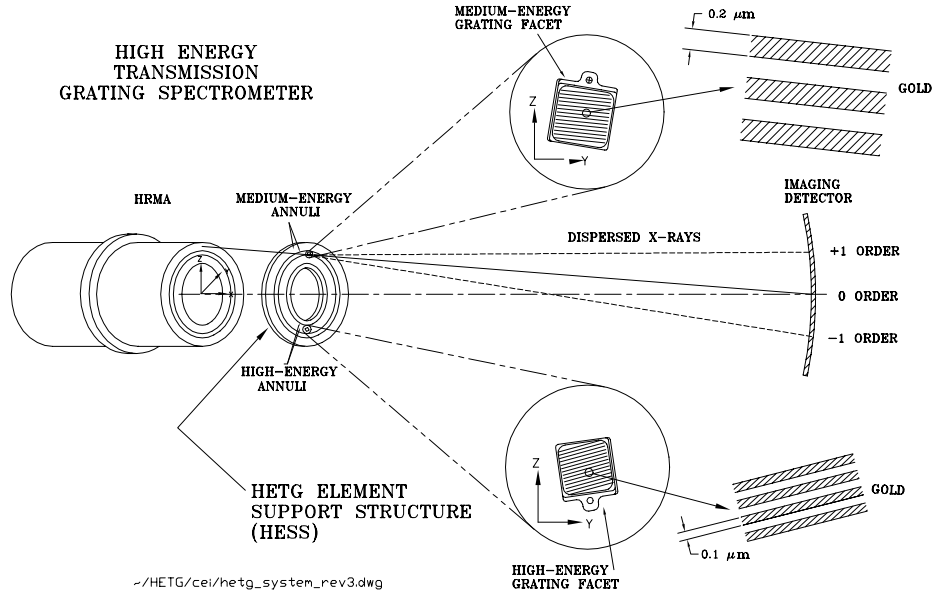 HIGH ENERGY
TRANSMISSION
GRATING SPECTROMETER
MEDIUM-ENERGY
GRATING FACET
0.2 μm
GOLD
Z
Y
HRMA
MEDIUM-ENERGY
ANNULI
IMAGING
DETECTOR
DISPERSED X-RAYS
+1 ORDER
0 ORDER
-1 ORDER
Z
Y
X
HIGH-ENERGY
ANNULI
HETG ELEMENT
SUPPORT STRUCTURE
(HESS)
Z
Y
GOLD
0.1 μm
HIGH-ENERGY
GRATING FACET
~/HETG/cei/hetg_system_rev3.dwg